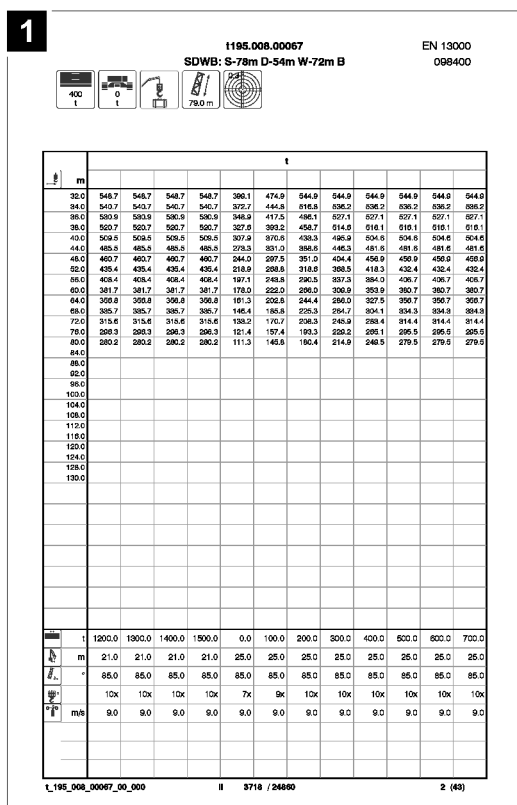 1
t195.008.00067 EN 13000
SDWB: S-78m D-54m W-72m B 098400
400 t
0 t
79.0 m
t
m
32.0 548.7 548.7 548.7 548.7 399.1 474.9 544.9 544.9 544.9 544.9 544.9 544.9
34.0 540.7 540.7 540.7 540.7 372.7 444.8 516.8 536.2 536.2 536.2 536.2 536.2
36.0 530.9 530.9 530.9 530.9 348.9 417.5 486.1 527.1 527.1 527.1 527.1 527.1
38.0 520.7 520.7 520.7 520.7 327.6 393.2 458.7 514.6 516.1 516.1 516.1 516.1
40.0 509.5 509.5 509.5 509.5 307.9 370.6 433.3 495.9 504.6 504.6 504.6 504.6
44.0 485.5 485.5 485.5 485.5 273.3 331.0 388.6 446.3 481.6 481.6 481.6 481.6
48.0 460.7 460.7 460.7 460.7 244.0 297.5 351.0 404.4 456.9 456.9 456.9 456.9
52.0 435.4 435.4 435.4 435.4 218.9 268.8 318.6 368.5 418.3 432.4 432.4 432.4
56.0 408.4 408.4 408.4 408.4 197.1 243.8 290.5 337.3 384.0 406.7 406.7 406.7
60.0 381.7 381.7 381.7 381.7 178.0 222.0 266.0 309.9 353.9 380.7 380.7 380.7
64.0 356.8 356.8 356.8 356.8 161.3 202.8 244.4 286.0 327.5 356.7 356.7 356.7
68.0 335.7 335.7 335.7 335.7 146.4 185.8 225.3 264.7 304.1 334.3 334.3 334.3
72.0 315.6 315.6 315.6 315.6 133.2 170.7 208.3 245.9 283.4 314.4 314.4 314.4
76.0 296.3 296.3 296.3 296.3 121.4 157.4 193.3 229.2 265.1 295.5 295.5 295.5
80.0 280.2 280.2 280.2 280.2 111.3 145.8 180.4 214.9 249.5 279.5 279.5 279.5
84.0
88.0
92.0
96.0
100.0
104.0
108.0
112.0
116.0
120.0
124.0
128.0
130.0
t 1200.0 1300.0 1400.0 1500.0 0.0 100.0 200.0 300.0 400.0 500.0 600.0 700.0
m 21.0 21.0 21.0 21.0 25.0 25.0 25.0 25.0 25.0 25.0 25.0 25.0
° 85.0 85.0 85.0 85.0 85.0 85.0 85.0 85.0 85.0 85.0 85.0 85.0
10x 10x 10x 10x 7x 9x 10x 10x 10x 10x 10x 10x
m/s 9.0 9.0 9.0 9.0 9.0 9.0 9.0 9.0 9.0 9.0 9.0 9.0
t_195_008_00067_00_000 II 3718 / 24860 2 (43)